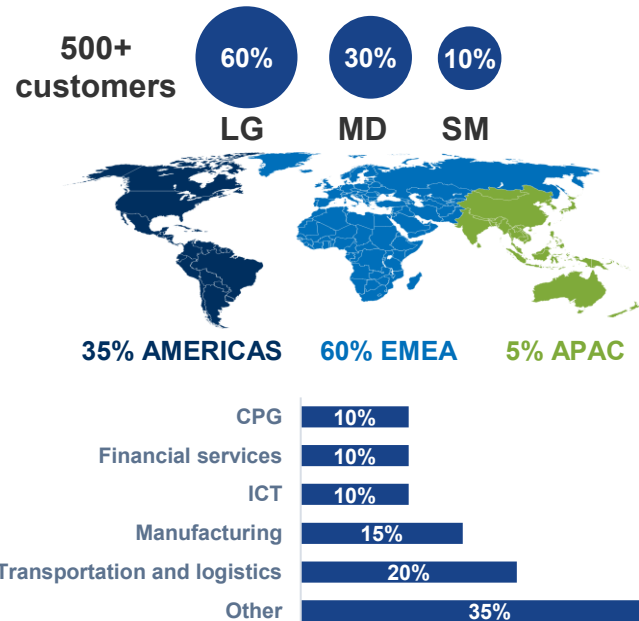 500+
customers
60%
30%
10%
LG
MD
SM
35% AMERICAS
60% EMEA
5% APAC
CPG
10%
Financial services
10%
ICT
10%
Manufacturing
15%
Transportation and logistics
20%
Other
35%